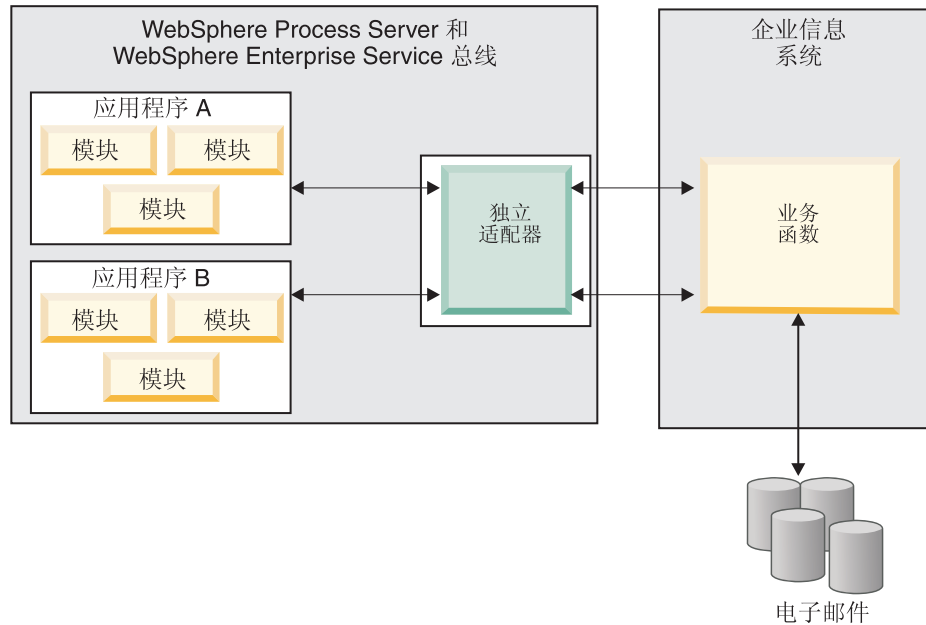 WebSphere Process Server 和
WebSphere Enterprise Service 总线
应用程序 A
模块
模块
模块
应用程序 B
模块
模块
模块
独立
适配器
企业信息
系统
业务
函数
电子邮件